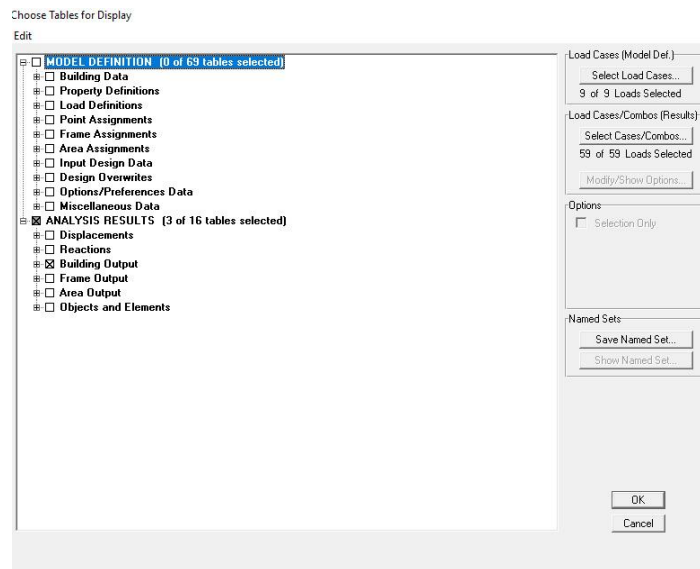 Choose Tables for Display
Edit
MODEL DEFINITION (0 of 69 tables selected)
Building Data
Property Definitions
Load Definitions
Point Assignments
Frame Assignments
Area Assignments
Input Design Data
Design Overwrites
Options/Preferences Data
Miscellaneous Data
ANALYSIS RESULTS (3 of 16 tables selected)
Displacements
Reactions
Building Output
Frame Output
Area Output
Objects and Elements
Load Cases (Model Def.)
Select Load Cases...
9 of 9 Loads Selected
Load Cases/Combos (Results)
Select Cases/Combos...
59 of 59 Loads Selected
Modify/Show Options...
Options
Selection Only
Named Sets
Save Named Set...
Show Named Set...
OK
Cancel